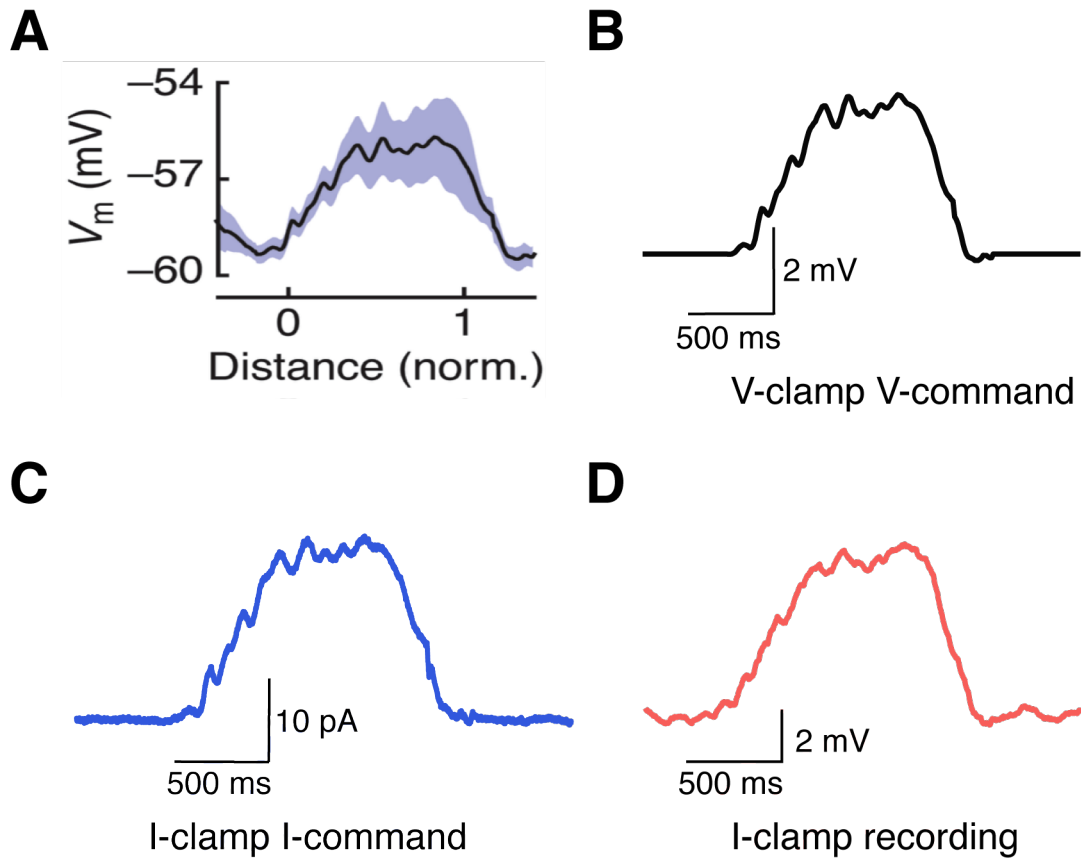 A
B
–54
–57
–60
Vm (mV)
0 1
Distance (norm.)
2 mV
500 ms
V-clamp V-command
C
D
10 pA
500 ms
I-clamp I-command
2 mV
500 ms
I-clamp recording